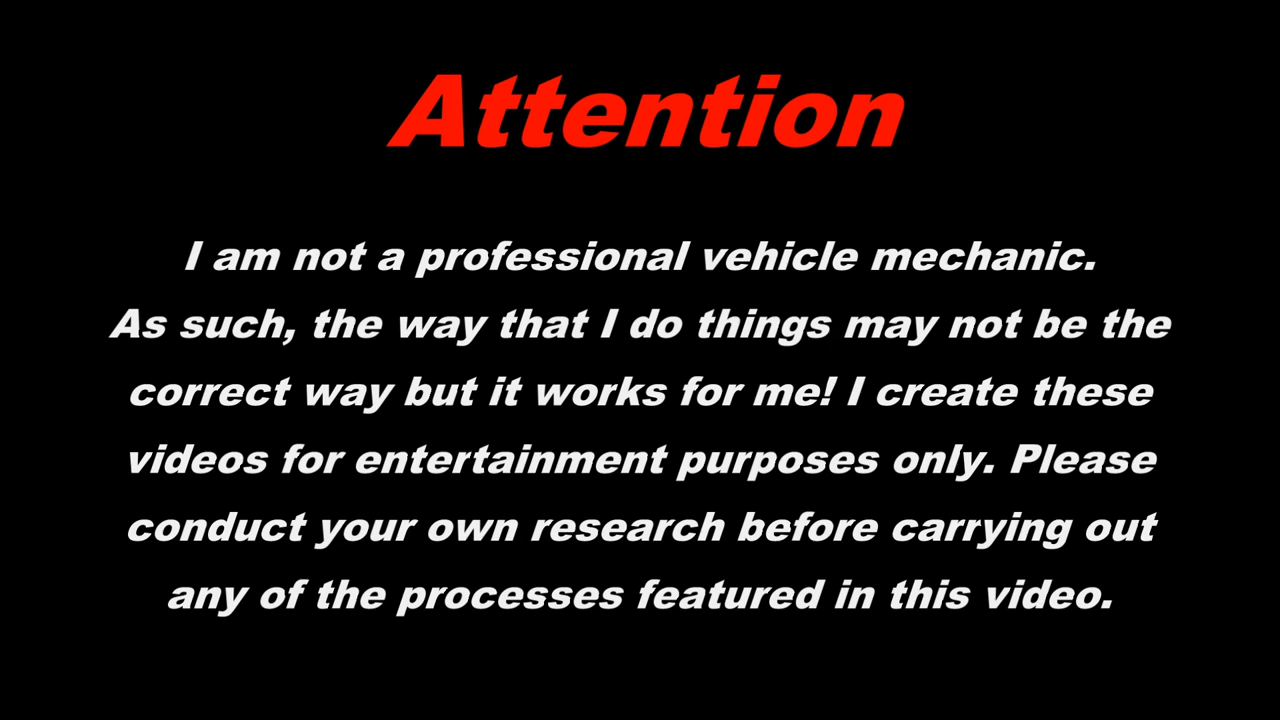 Attention
I am not a professional vehicle mechanic.
As such, the way that I do things may not be the
correct way but it works for me! I create these
videos for entertainment purposes only. Please
conduct your own research before carrying out
any of the processes featured in this video.